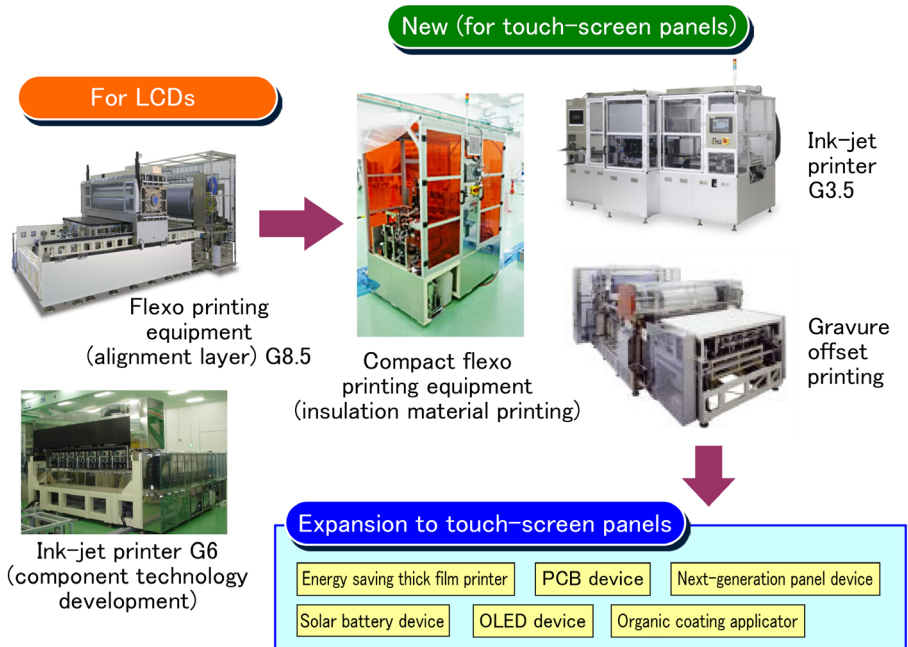 New (for touch-screen panels)
For LCDs
Ink-jet
printer
G3.5
Flexo printing
equipment
(alignment layer) G8.5
Compact flexo
printing equipment
(insulation material printing)
Gravure
offset
printing
Ink-jet printer G6
(component technology
development)
Expansion to touch-screen panels
Energy saving thick film printer
PCB device
Next-generation panel device
Solar battery device
OLED device
Organic coating applicator